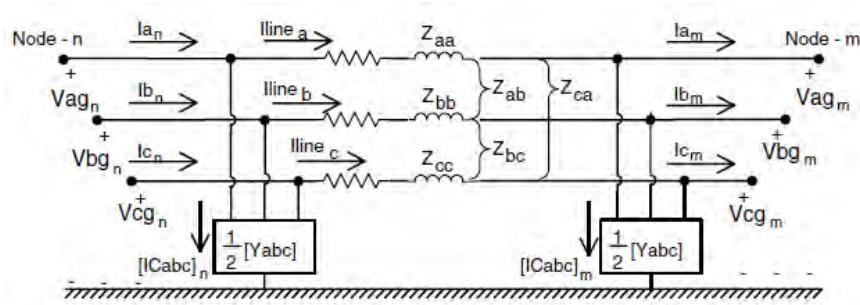 Node - n Ia_n Iline_a Z_aa Ia_m Node - m
+ Vag_n Ib_n Iline_b Z_bb Z_ab Z_ca Ib_m + Vag_m
+ Vbg_n Ic_n Iline_c Z_cc Z_bc Ic_m + Vbg_m
+ Vcg_n + Vcg_m
[ICabc]_n 1/2 [Yabc] [ICabc]_m 1/2 [Yabc]